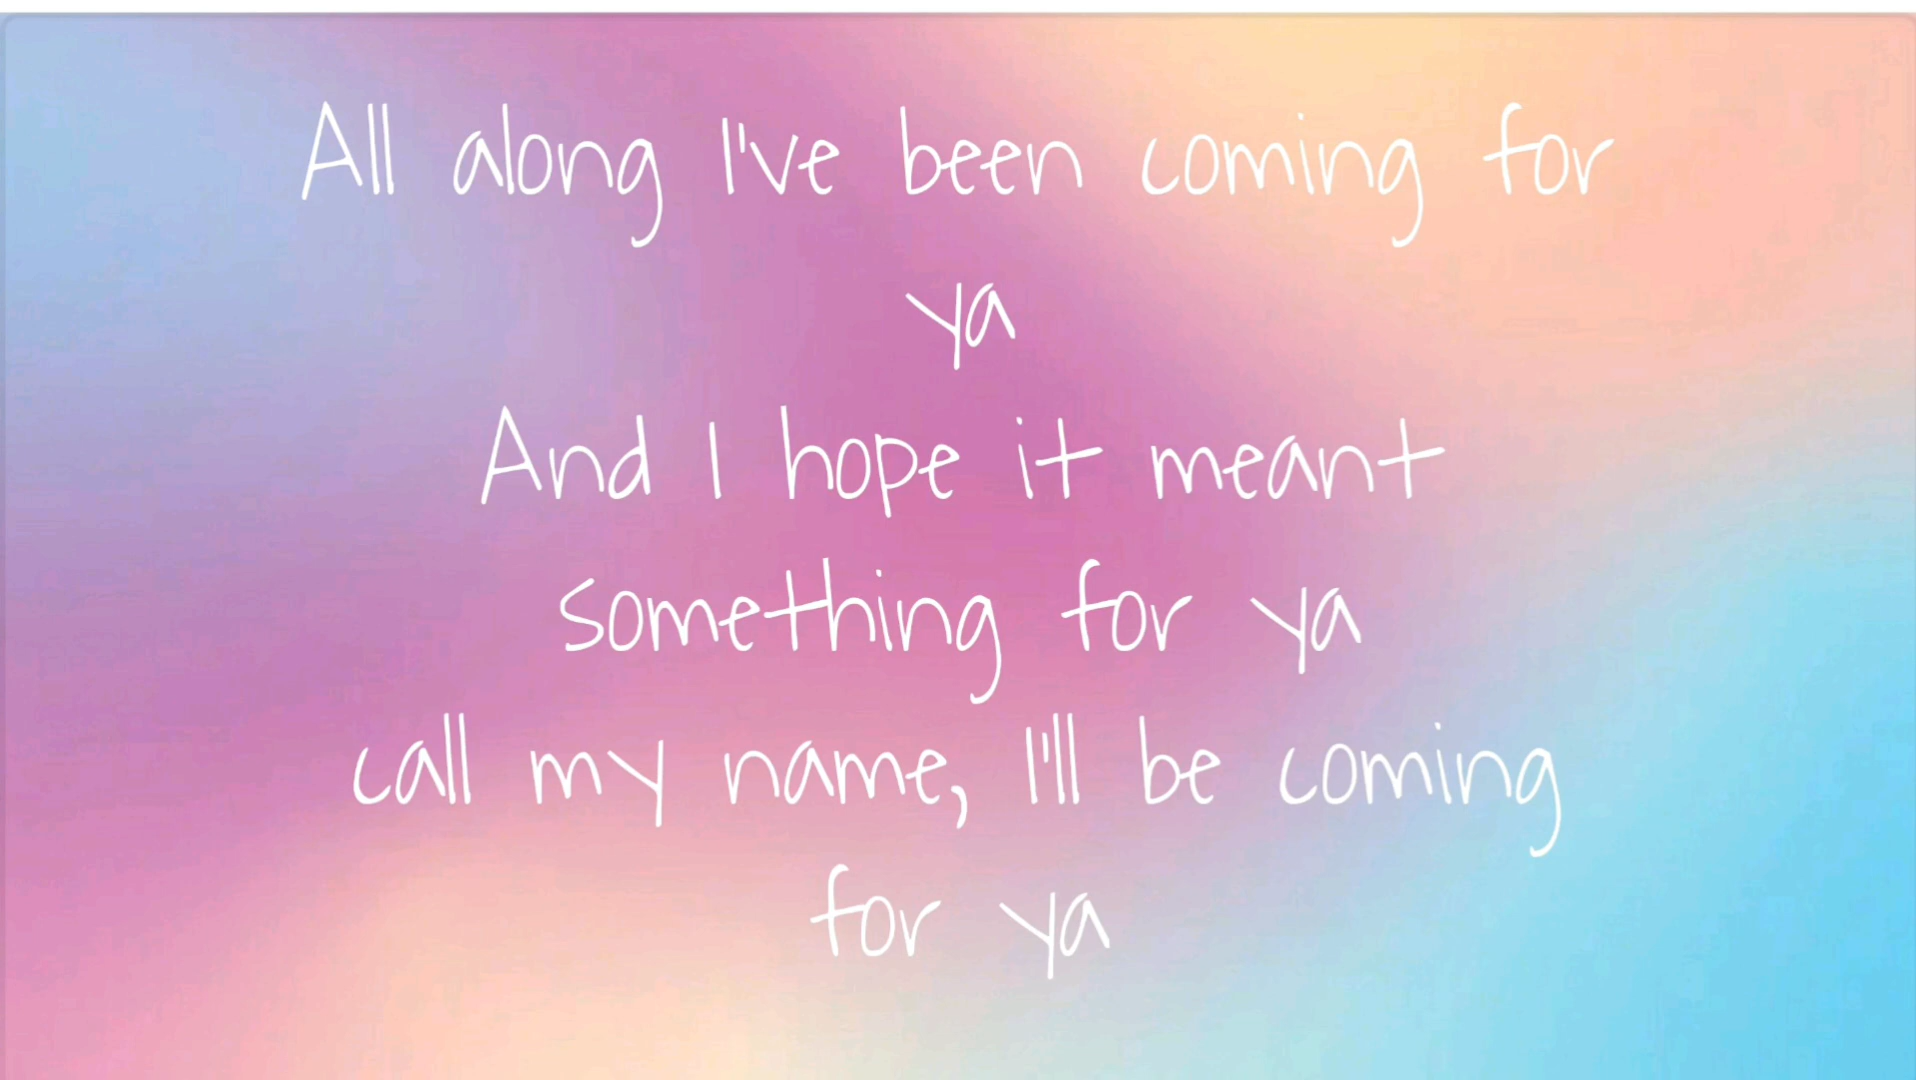 All along I've been coming for
ya
And I hope it meant
something for ya
call my name, I'll be coming
for ya